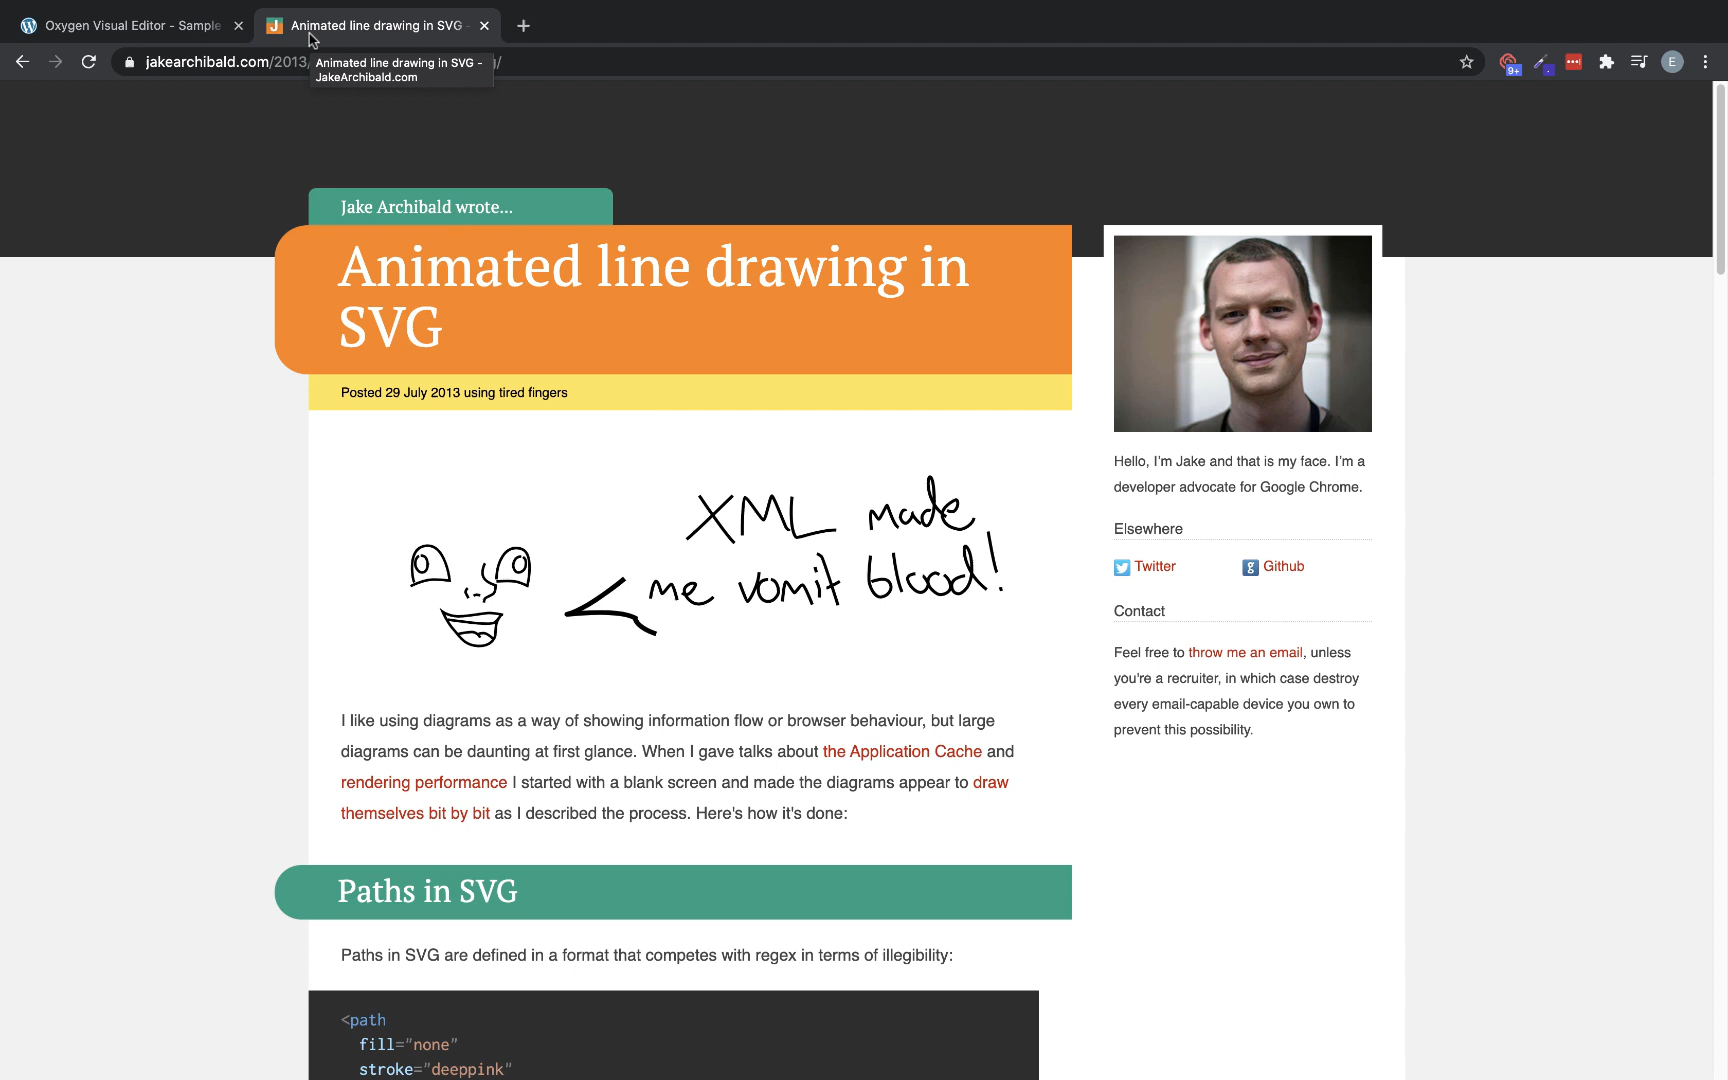 Oxygen Visual Editor - Sample
Animated line drawing in SVG -
jakearchibald.com/2013/
Animated line drawing in SVG -
JakeArchibald.com
9+
E
Jake Archibald wrote...
Animated line drawing in
SVG
Posted 29 July 2013 using tired fingers
XML made
me vomit blood!
I like using diagrams as a way of showing information flow or browser behaviour, but large
diagrams can be daunting at first glance. When I gave talks about the Application Cache and
rendering performance I started with a blank screen and made the diagrams appear to draw
themselves bit by bit as I described the process. Here's how it's done:
Paths in SVG
Paths in SVG are defined in a format that competes with regex in terms of illegibility:
<path
fill="none"
stroke="deeppink"
Hello, I'm Jake and that is my face. I'm a
developer advocate for Google Chrome.
Elsewhere
Twitter
Github
Contact
Feel free to throw me an email, unless
you're a recruiter, in which case destroy
every email-capable device you own to
prevent this possibility.